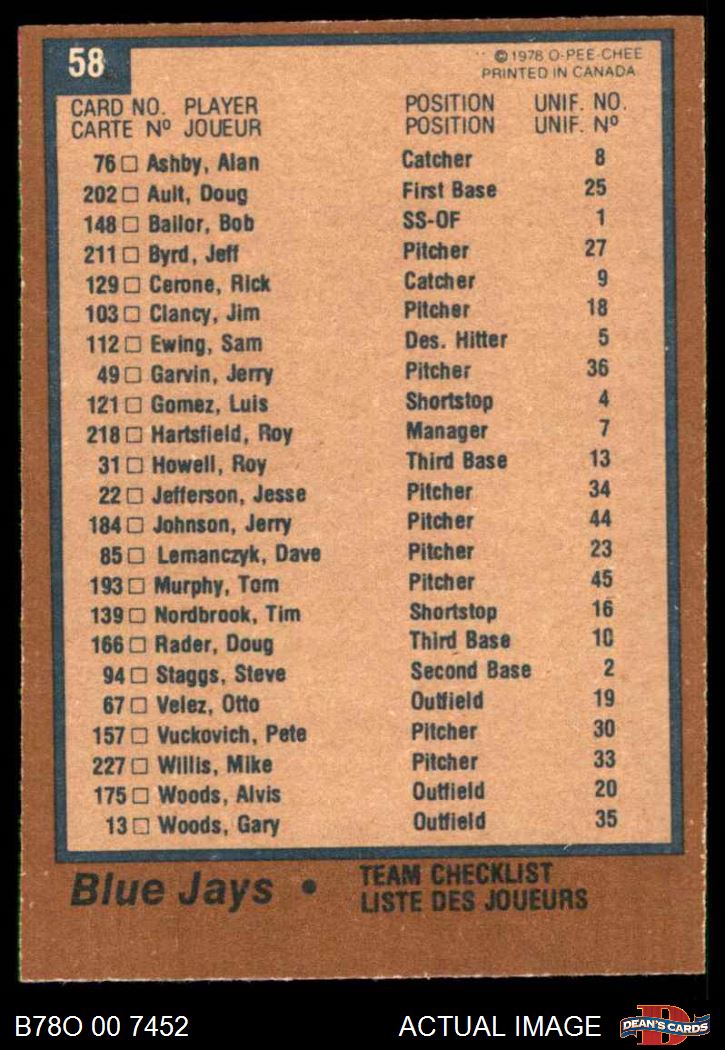 58
©1978 O-PEE-CHEE
PRINTED IN CANADA
CARD NO. PLAYER POSITION UNIF. NO.
CARTE Nº JOUEUR POSITION UNIF. Nº
76 □ Ashby, Alan Catcher 8
202 □ Ault, Doug First Base 25
148 □ Bailor, Bob SS-OF 1
211 □ Byrd, Jeff Pitcher 27
129 □ Cerone, Rick Catcher 9
103 □ Clancy, Jim Pitcher 18
112 □ Ewing, Sam Des. Hitter 5
49 □ Garvin, Jerry Pitcher 36
121 □ Gomez, Luis Shortstop 4
218 □ Hartsfield, Roy Manager 7
31 □ Howell, Roy Third Base 13
22 □ Jefferson, Jesse Pitcher 34
184 □ Johnson, Jerry Pitcher 44
85 □ Lemanczyk, Dave Pitcher 23
193 □ Murphy, Tom Pitcher 45
139 □ Nordbrook, Tim Shortstop 16
166 □ Rader, Doug Third Base 10
94 □ Staggs, Steve Second Base 2
67 □ Velez, Otto Outfield 19
157 □ Vuckovich, Pete Pitcher 30
227 □ Willis, Mike Pitcher 33
175 □ Woods, Alvis Outfield 20
13 □ Woods, Gary Outfield 35
Blue Jays • TEAM CHECKLIST
LISTE DES JOUEURS
B78O 00 7452 ACTUAL IMAGE
D
DEAN'S CARDS